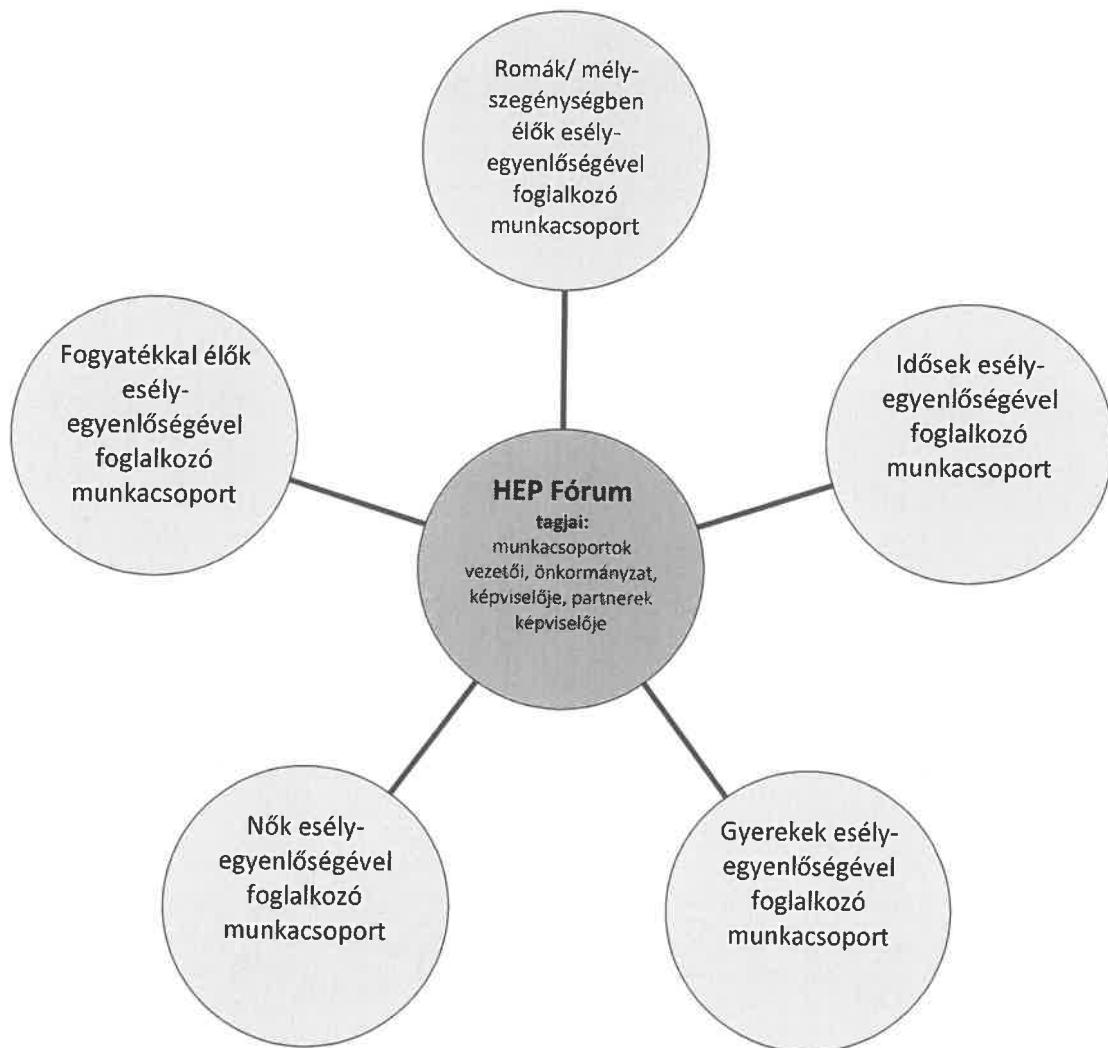 Romák/ mély-
szegénységben
élők esély-
egyenlőségével
foglalkozó
munkacsoport
Fogyatékkal élők
esély-
egyenlőségével
foglalkozó
munkacsoport
Idősek esély-
egyenlőségével
foglalkozó
munkacsoport
HEP Fórum
tagjai:
munkacsoportok
vezetői, önkormányzat,
képviselője, partnerek
képviselője
Nők esély-
egyenlőségével
foglalkozó
munkacsoport
Gyerekek esély-
egyenlőségével
foglalkozó
munkacsoport